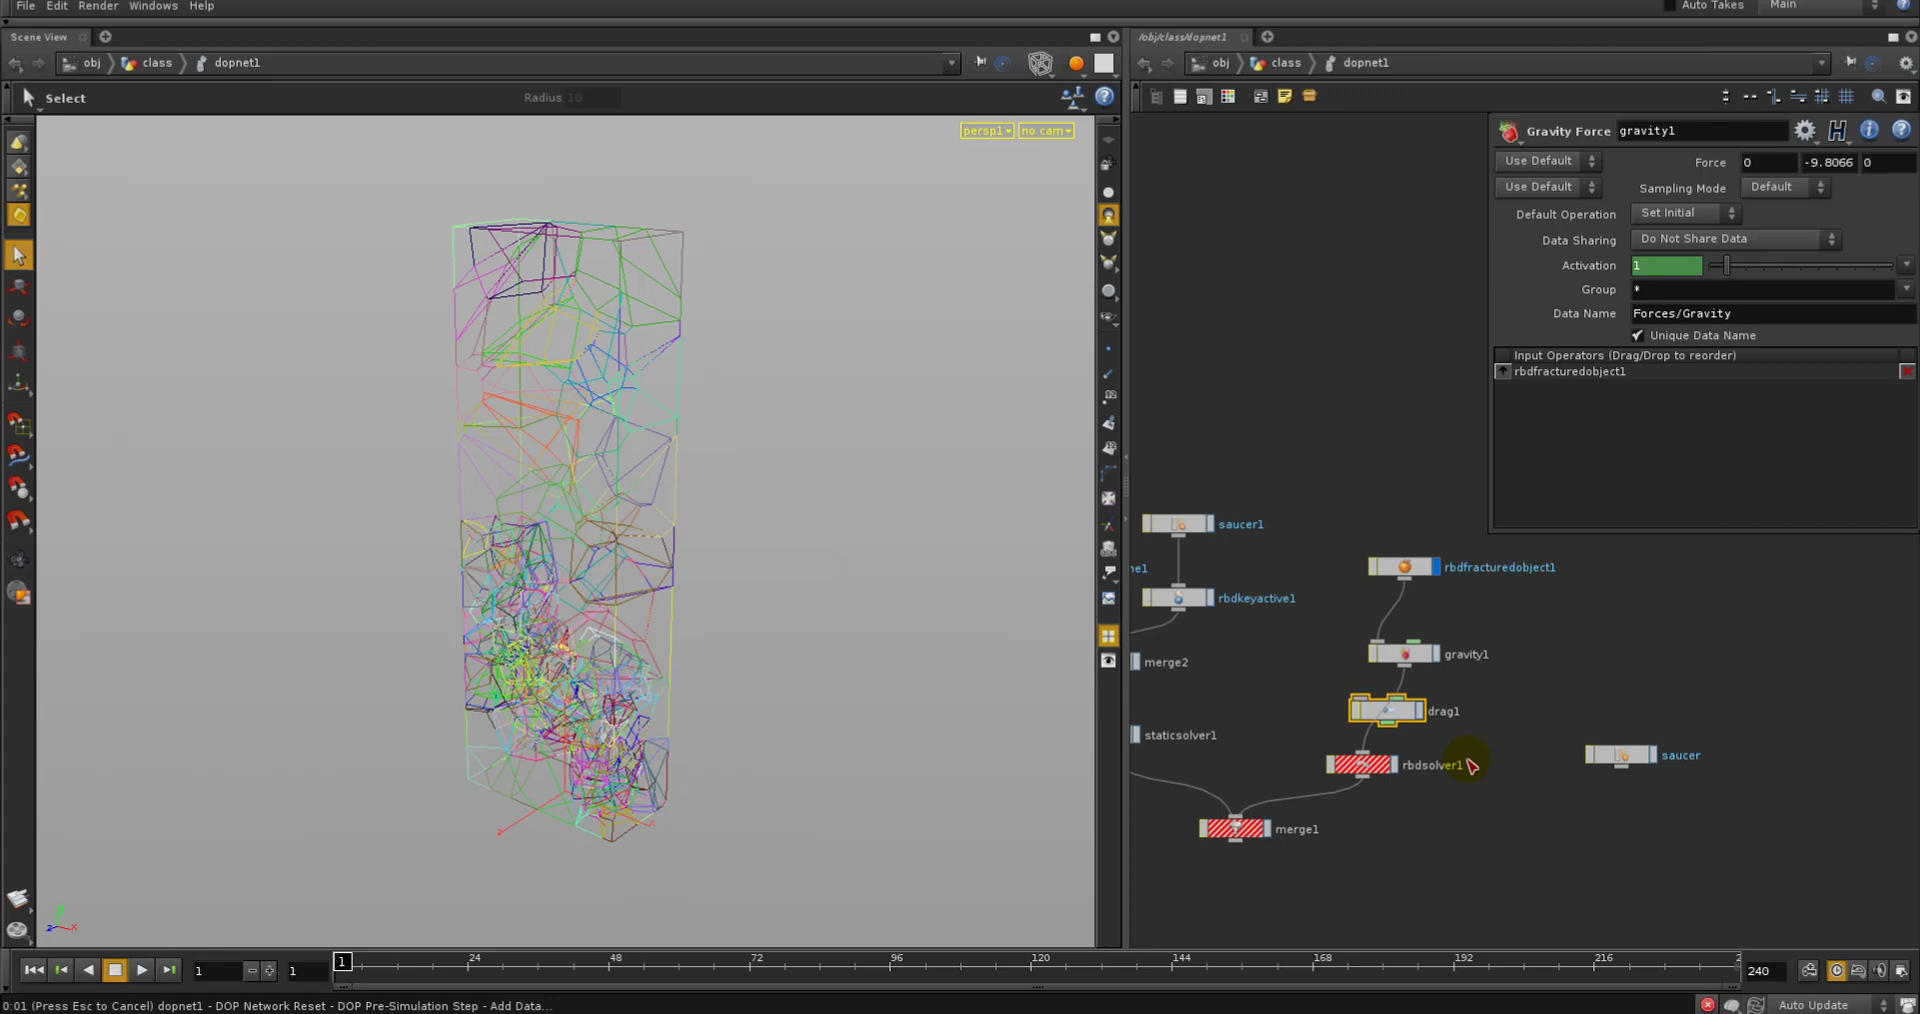 File Edit Render Windows Help
Auto Takes Main
Scene View
/obj/class/dopnet1
obj class dopnet1
obj class dopnet1
Select
Radius 10
persp1 no cam
Gravity Force gravity1
Use Default Force 0 -9.8066 0
Use Default Sampling Mode Default
Default Operation Set Initial
Data Sharing Do Not Share Data
Activation 1
Group *
Data Name Forces/Gravity
Unique Data Name
Input Operators (Drag/Drop to reorder)
rbdfracturedobject1
saucer1
ne1
rbdfracturedobject1
rbdkeyactive1
gravity1
merge2
drag1
staticsolver1
rbdsolver1
saucer
merge1
1 1 1 24 48 72 96 120 144 168 192 216 2 240
0:01 (Press Esc to Cancel) dopnet1 - DOP Network Reset - DOP Pre-Simulation Step - Add Data...
Auto Update
z
x
y
z x